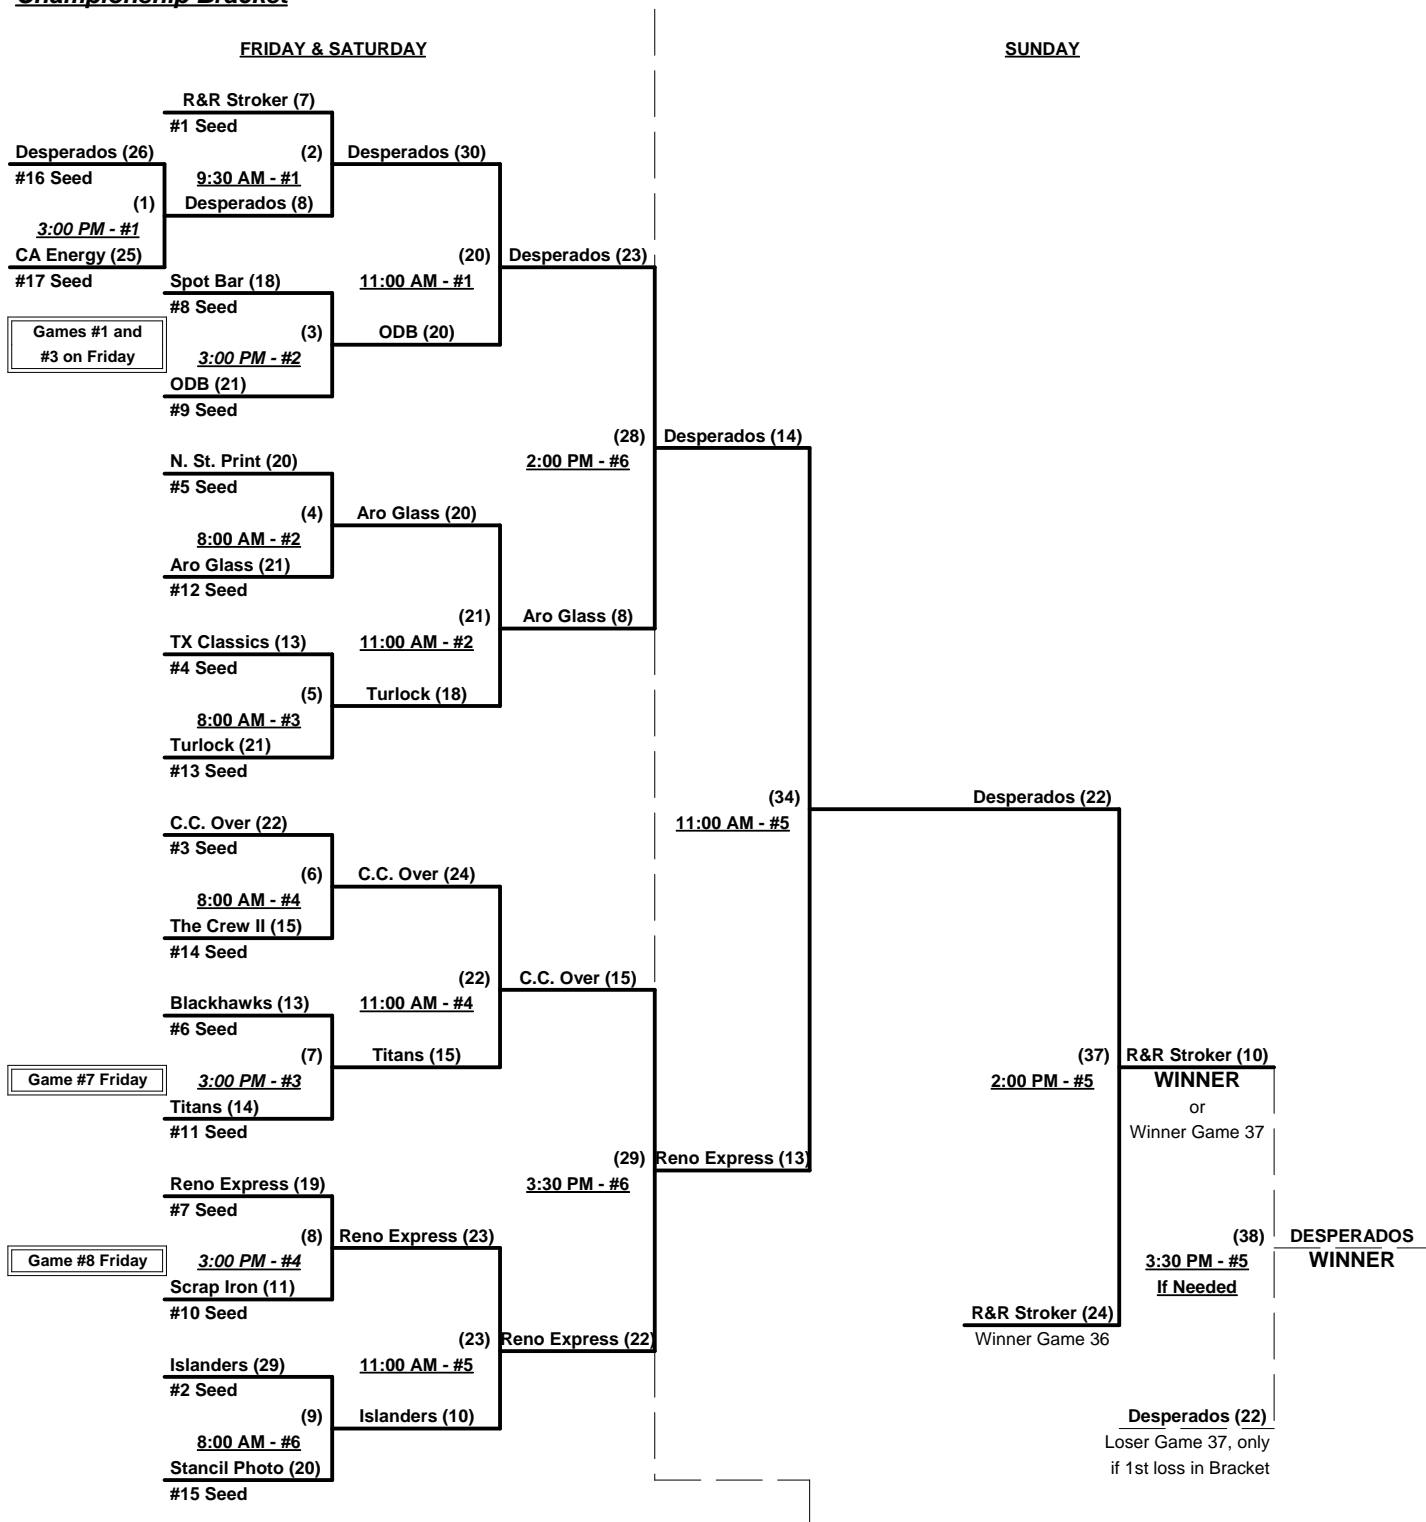 Championship Bracket
FRIDAY & SATURDAY
SUNDAY
R&R Stroker (7)
#1 Seed
Desperados (26)
(2)
Desperados (30)
#16 Seed
9:30 AM - #1
(1)
Desperados (8)
3:00 PM - #1
CA Energy (25)
(20)
Desperados (23)
#17 Seed
Spot Bar (18)
11:00 AM - #1
#8 Seed
Games #1 and
#3 on Friday
(3)
ODB (20)
3:00 PM - #2
ODB (21)
#9 Seed
(28)
Desperados (14)
N. St. Print (20)
2:00 PM - #6
#5 Seed
(4)
Aro Glass (20)
8:00 AM - #2
Aro Glass (21)
#12 Seed
(21)
Aro Glass (8)
TX Classics (13)
11:00 AM - #2
#4 Seed
(5)
Turlock (18)
8:00 AM - #3
Turlock (21)
#13 Seed
(34)
Desperados (22)
C.C. Over (22)
11:00 AM - #5
#3 Seed
(6)
C.C. Over (24)
8:00 AM - #4
The Crew II (15)
#14 Seed
(22)
C.C. Over (15)
Blackhawks (13)
11:00 AM - #4
#6 Seed
(7)
Titans (15)
(37)
R&R Stroker (10)
Game #7 Friday
3:00 PM - #3
2:00 PM - #5
WINNER
Titans (14)
or
#11 Seed
Winner Game 37
(29)
Reno Express (13)
Reno Express (19)
3:30 PM - #6
#7 Seed
(8)
Reno Express (23)
(38)
DESPERADOS
Game #8 Friday
3:00 PM - #4
3:30 PM - #5
WINNER
Scrap Iron (11)
If Needed
#10 Seed
R&R Stroker (24)
(23)
Reno Express (22)
Winner Game 36
Islanders (29)
11:00 AM - #5
#2 Seed
(9)
Islanders (10)
Desperados (22)
8:00 AM - #6
Loser Game 37, only
Stancil Photo (20)
if 1st loss in Bracket
#15 Seed